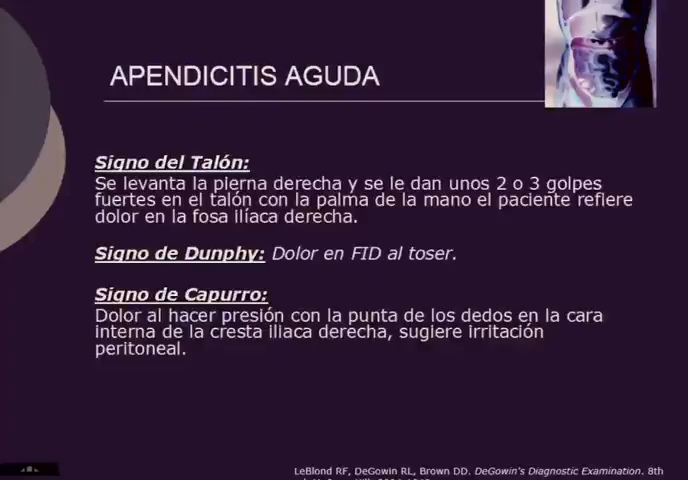 APENDICITIS AGUDA
Signo del Talón:
Se levanta la pierna derecha y se le dan unos 2 o 3 golpes
fuertes en el talón con la palma de la mano el paciente refiere
dolor en la fosa ilíaca derecha.
Signo de Dunphy: Dolor en FID al toser.
Signo de Capurro:
Dolor al hacer presión con la punta de los dedos en la cara
interna de la cresta iliaca derecha, sugiere irritación
peritoneal.
LeBlond RF, DeGowin RL, Brown DD. DeGowin's Diagnostic Examination. 8th